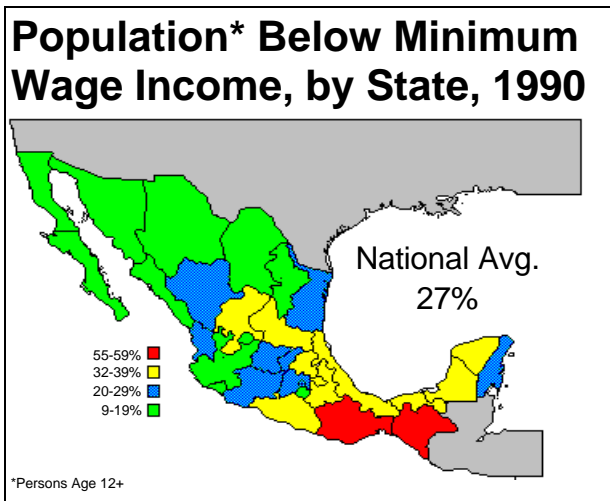 Population* Below Minimum
Wage Income, by State, 1990
National Avg.
27%
55-59%
32-39%
20-29%
9-19%
*Persons Age 12+